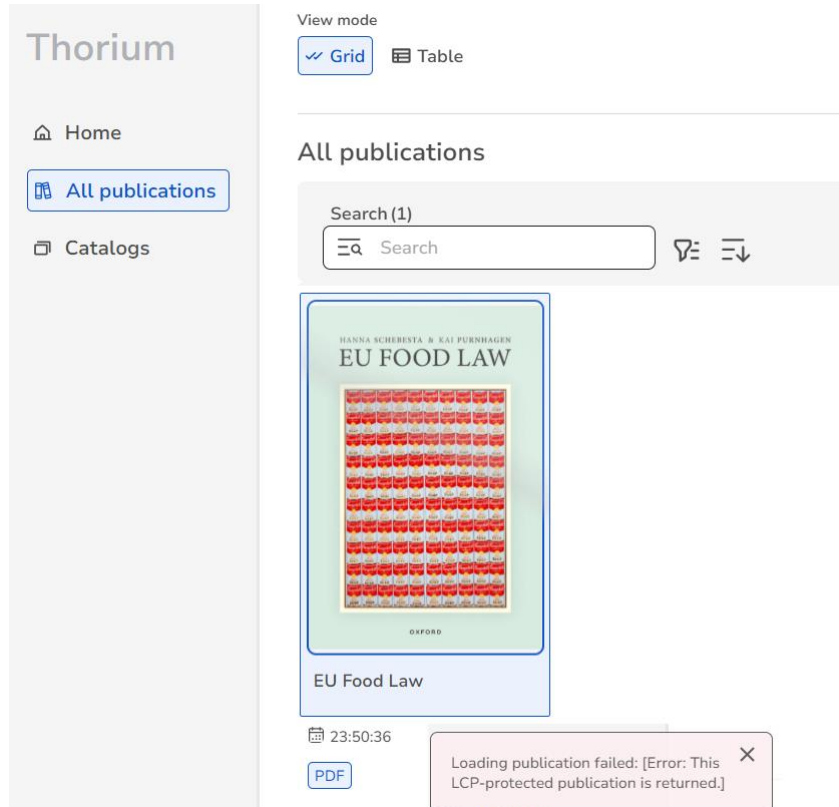 Thorium
Home
All publications
Catalogs
View mode
Grid
Table
All publications
Search (1)
Search
HANNA SCHEBESTA & KAI PURNHAGEN
EU FOOD LAW
OXFORD
EU Food Law
23:50:36
PDF
Loading publication failed: [Error: This
LCP-protected publication is returned.]